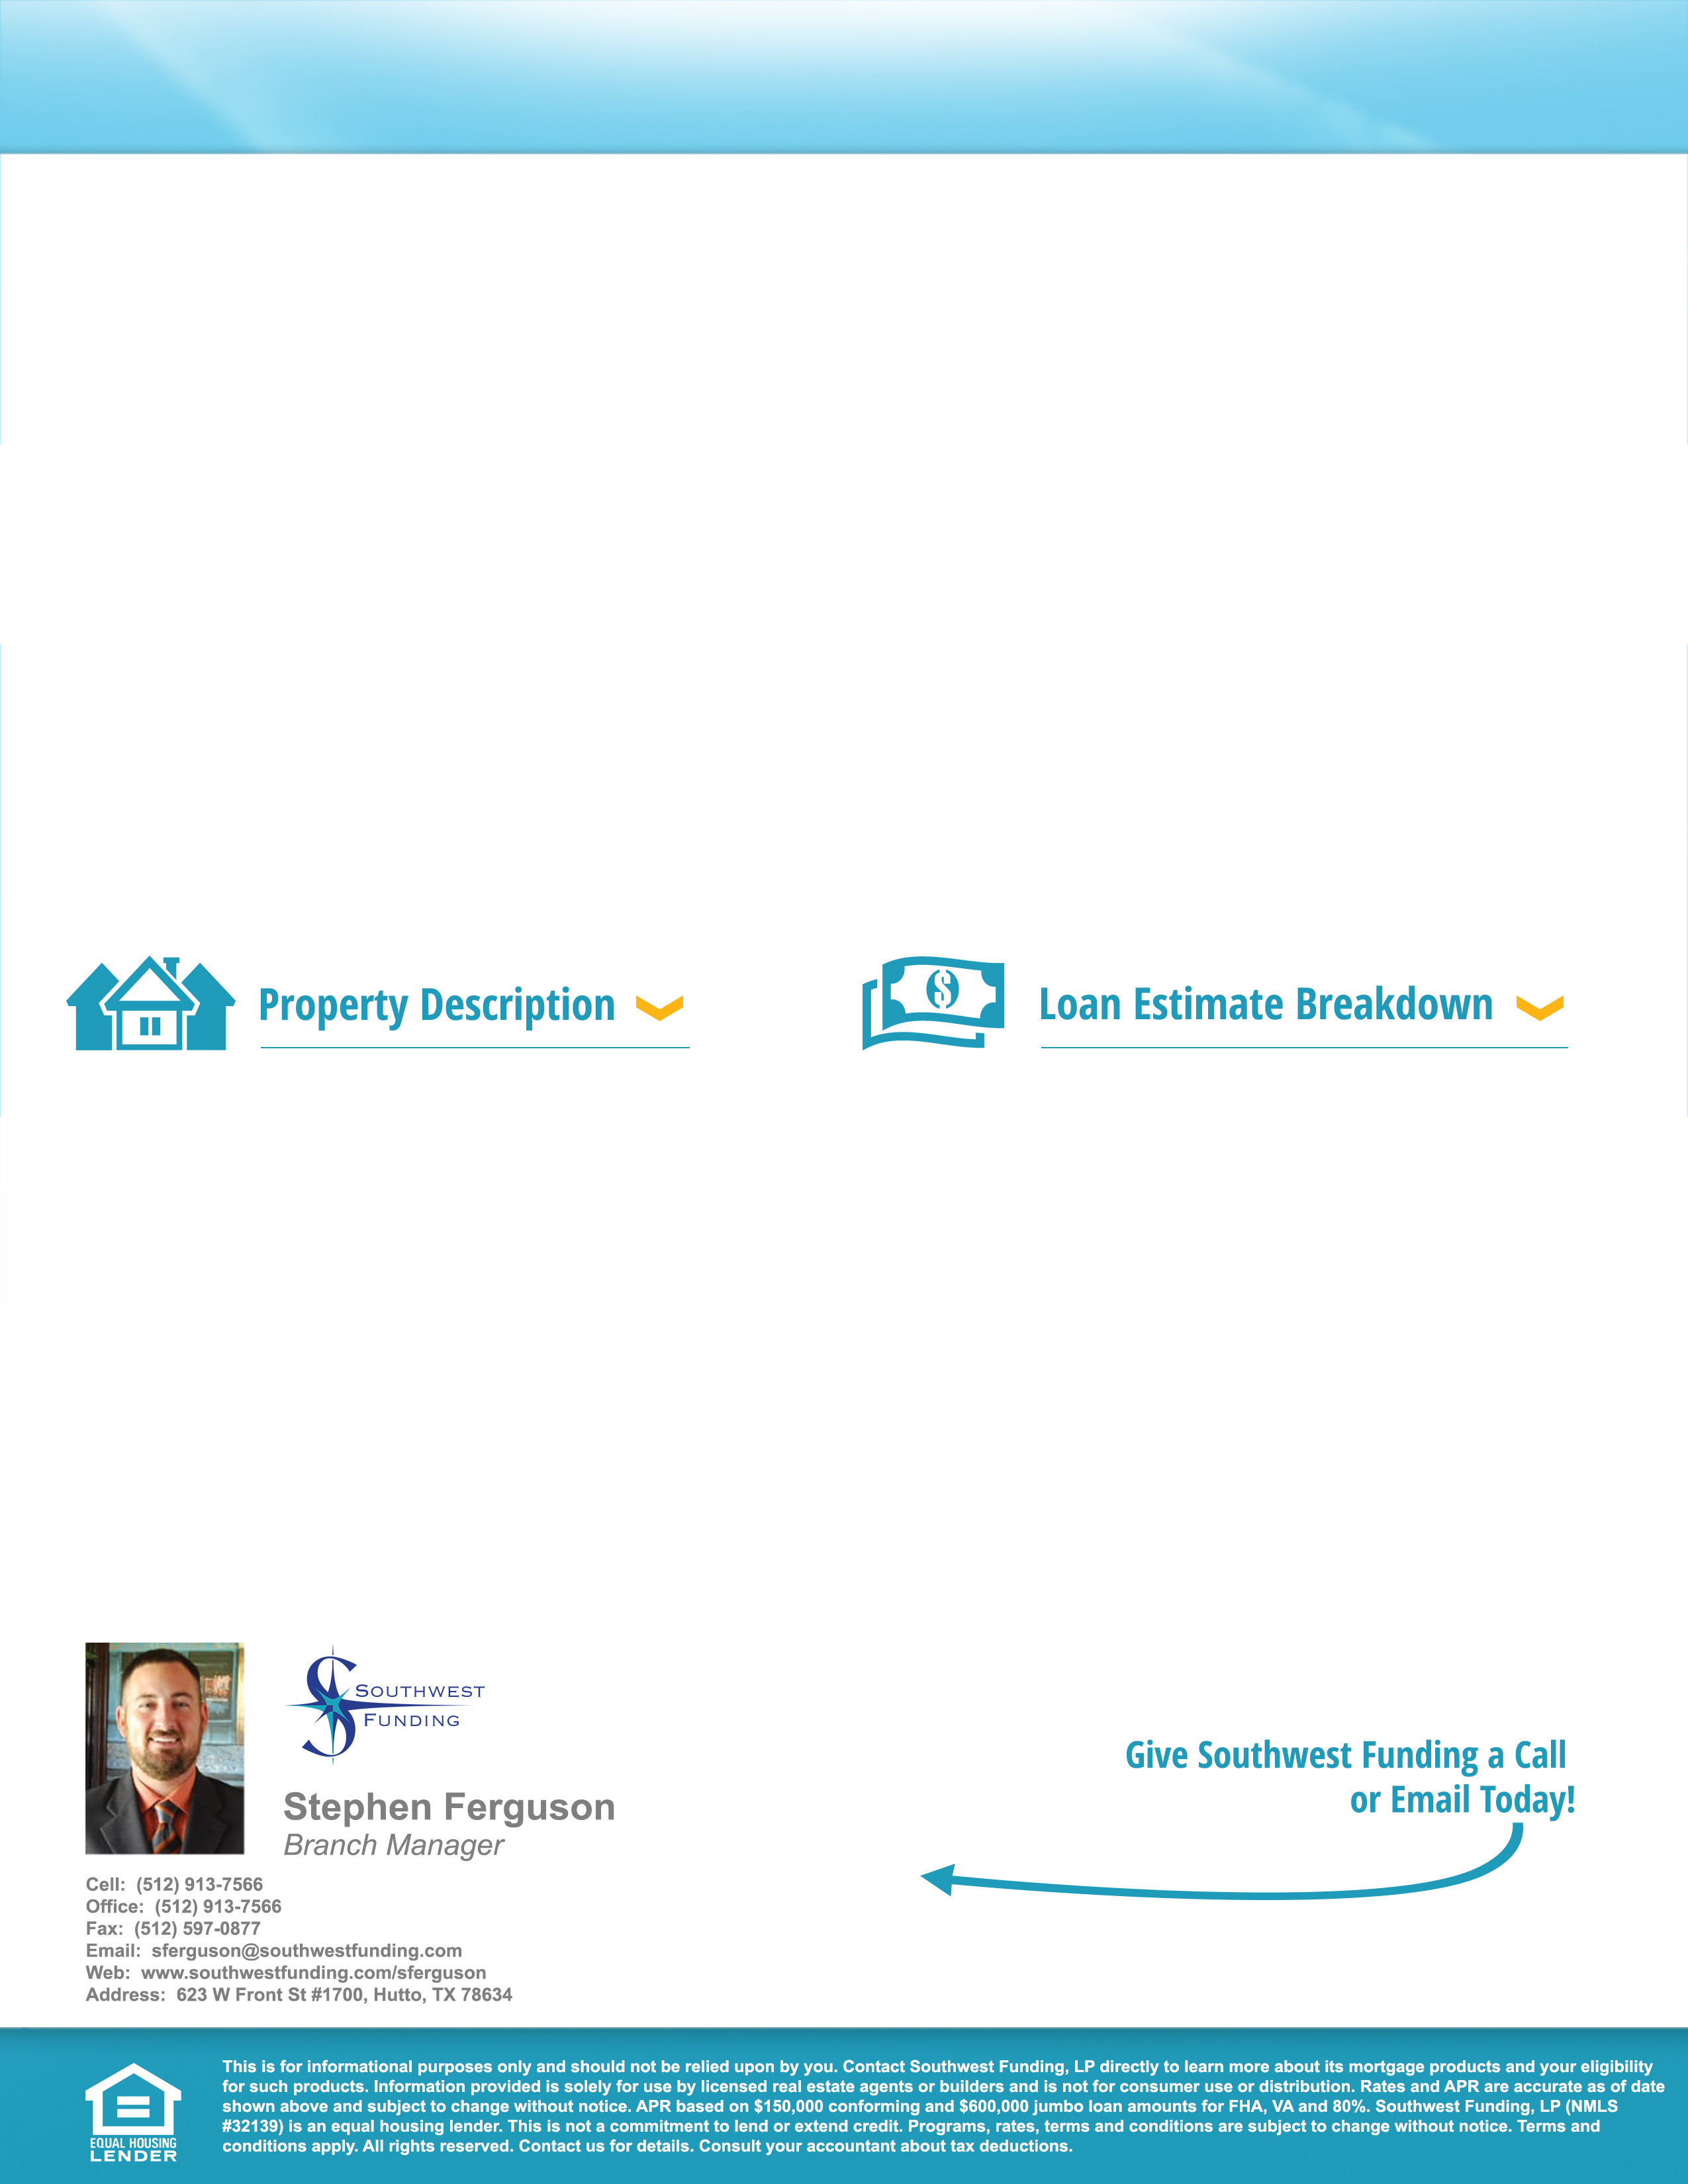 Property Description
Loan Estimate Breakdown
SOUTHWEST
FUNDING
Stephen Ferguson
Branch Manager
Give Southwest Funding a Call
or Email Today!
Cell:  (512) 913-7566
Office:  (512) 913-7566
Fax:  (512) 597-0877
Email:  sferguson@southwestfunding.com
Web:  www.southwestfunding.com/sferguson
Address:  623 W Front St #1700, Hutto, TX 78634
EQUAL HOUSING
LENDER
This is for informational purposes only and should not be relied upon by you. Contact Southwest Funding, LP directly to learn more about its mortgage products and your eligibility
for such products. Information provided is solely for use by licensed real estate agents or builders and is not for consumer use or distribution. Rates and APR are accurate as of date
shown above and subject to change without notice. APR based on $150,000 conforming and $600,000 jumbo loan amounts for FHA, VA and 80%. Southwest Funding, LP (NMLS
#32139) is an equal housing lender. This is not a commitment to lend or extend credit. Programs, rates, terms and conditions are subject to change without notice. Terms and
conditions apply. All rights reserved. Contact us for details. Consult your accountant about tax deductions.